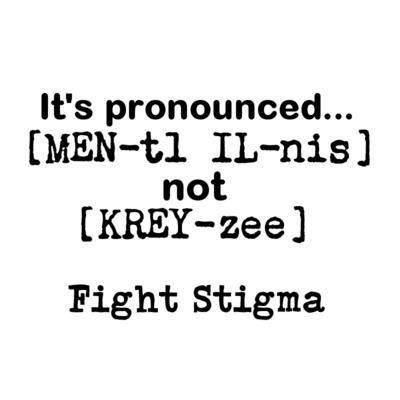 It's pronounced...
[MEN-tl IL-nis]
not
[KREY-zee]
Fight Stigma